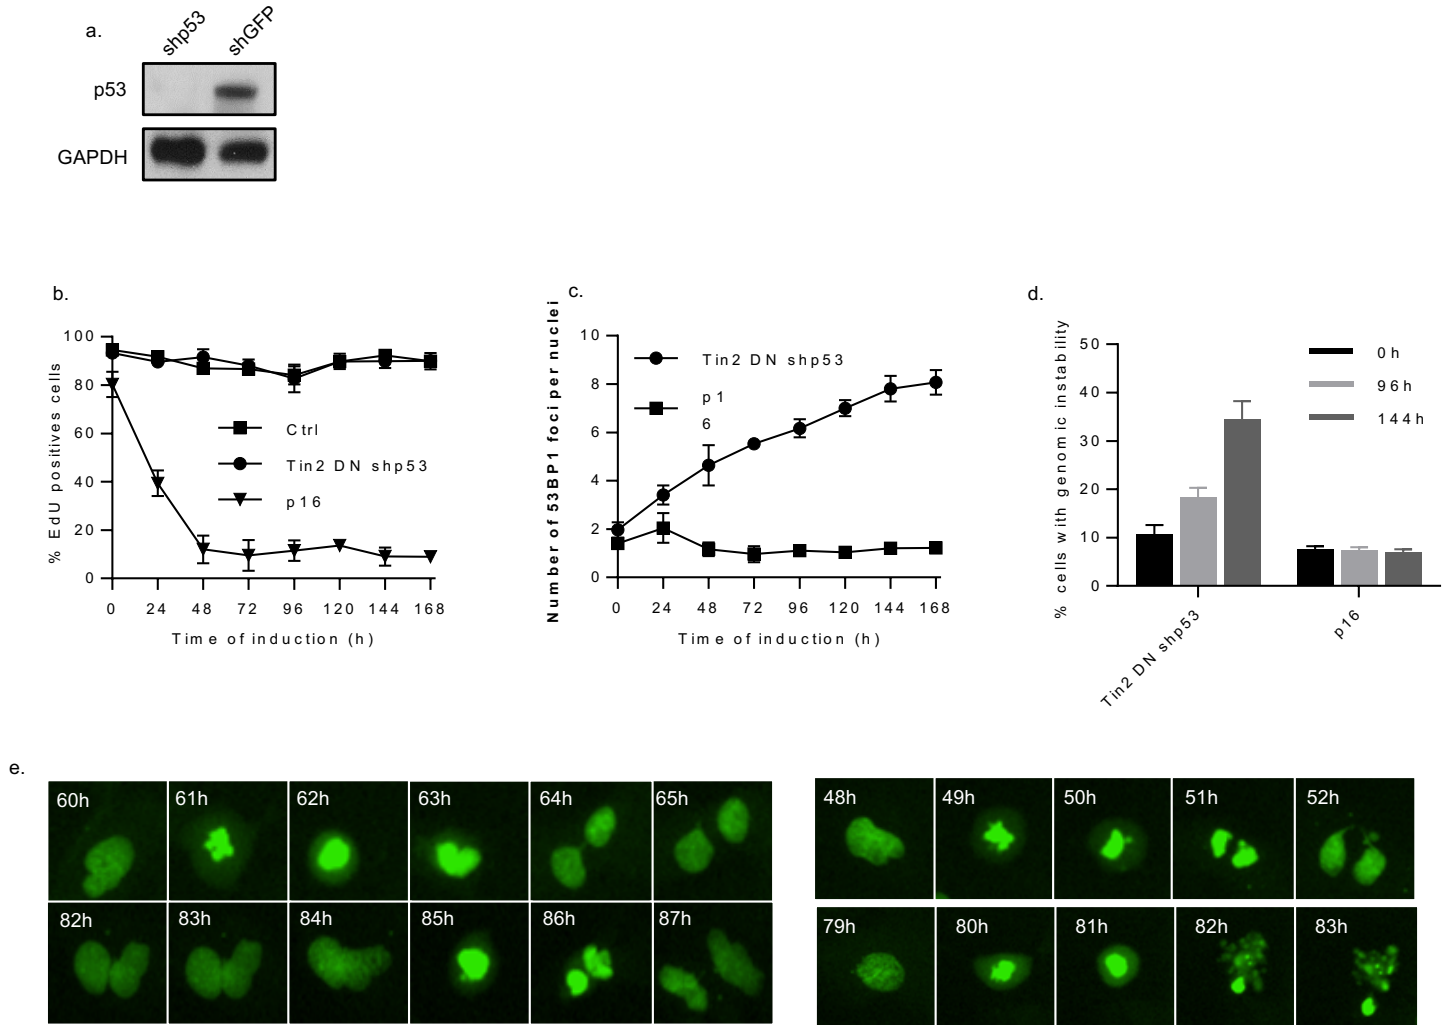 a.
shp53 shGFP
p53
GAPDH
b.
% EdU positives cells
100
80
60
40
20
0
Ctrl
Tin2 DN shp53
p16
0 24 48 72 96 120 144 168
Time of induction (h)
c.
Number of 53BP1 foci per nuclei
10
8
6
4
2
0
Tin2 DN shp53
p1
6
0 24 48 72 96 120 144 168
Time of induction (h)
d.
% cells with genomic instability
50
40
30
20
10
0
0h
96h
144h
Tin2 DN shp53
p16
e.
60h 61h 62h 63h 64h 65h
82h 83h 84h 85h 86h 87h
48h 49h 50h 51h 52h
79h 80h 81h 82h 83h